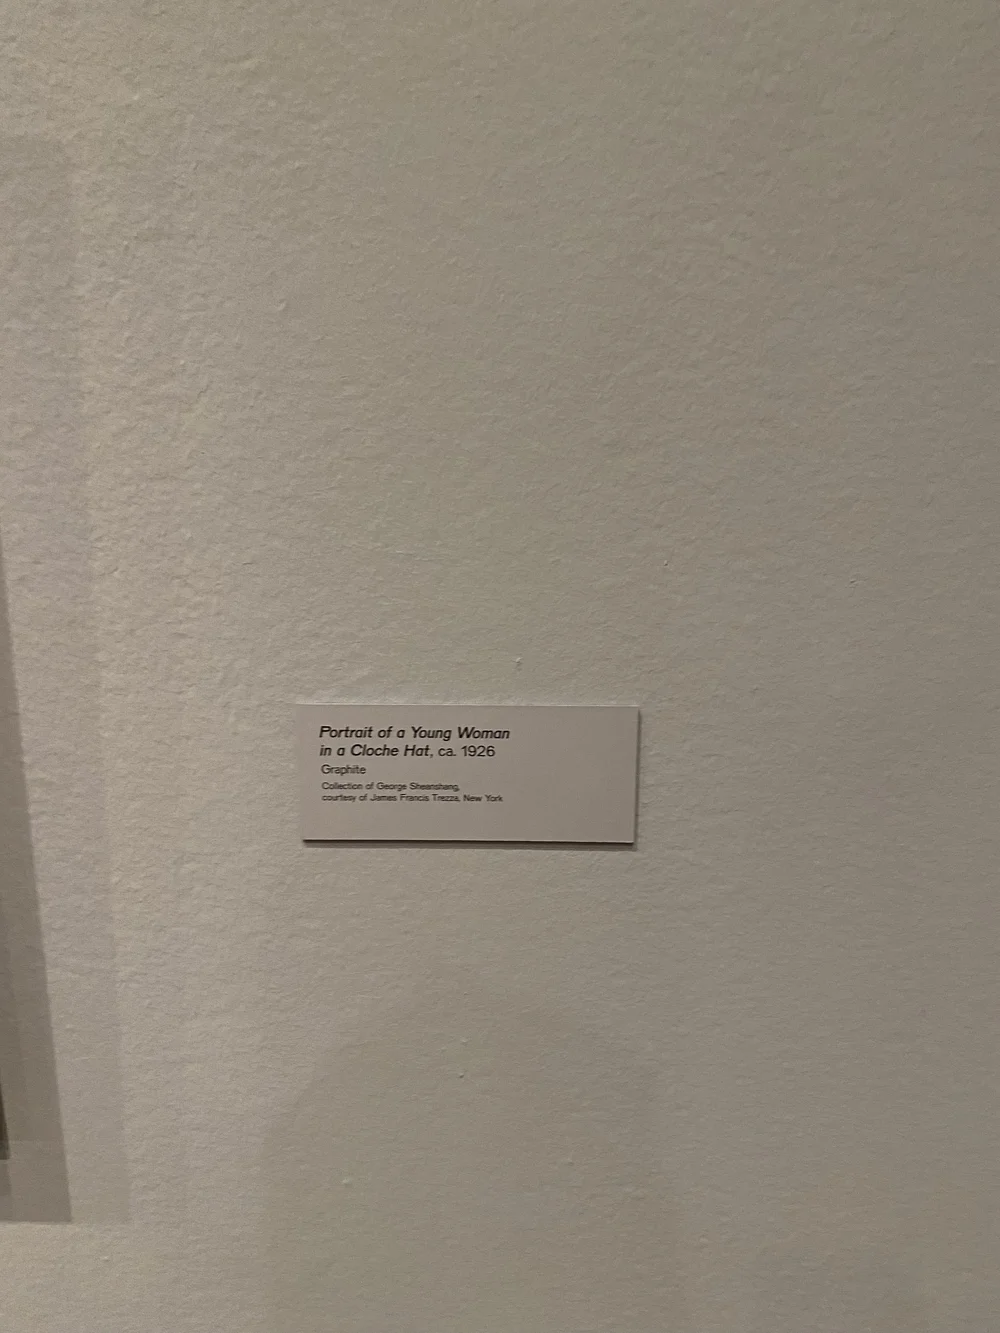 Portrait of a Young Woman
in a Cloche Hat, ca. 1926
Graphite
Collection of George Sheanshang,
courtesy of James Francis Trezza, New York